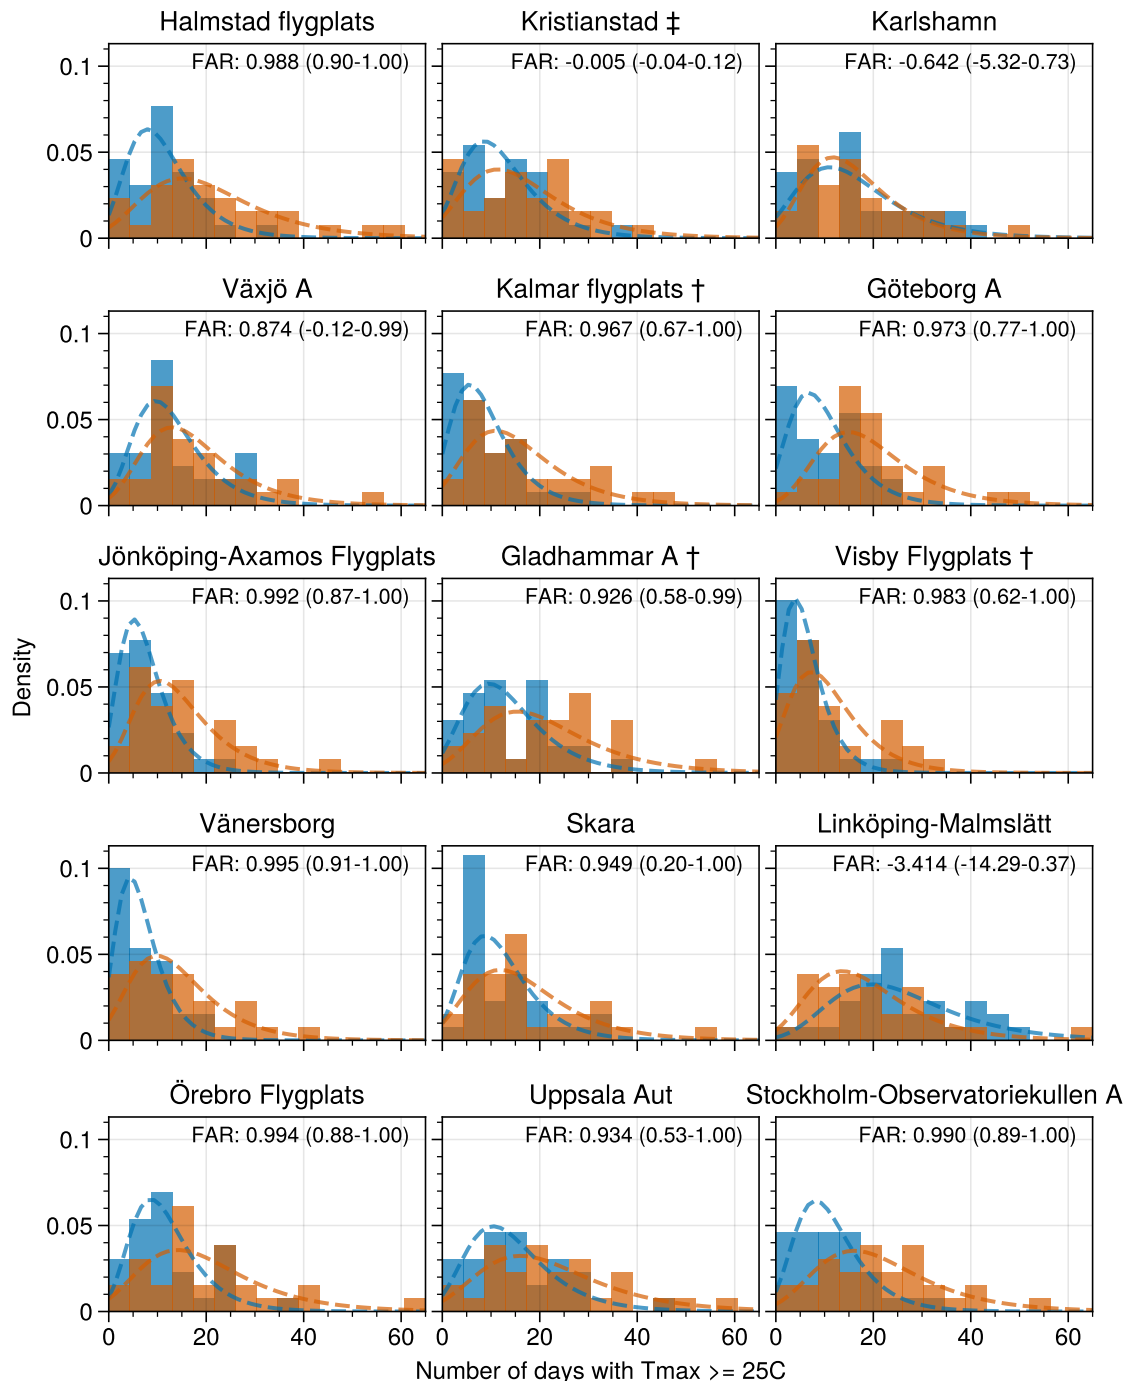 Halmstad flygplats
Kristianstad ‡
Karlshamn
FAR: 0.988 (0.90-1.00)
FAR: -0.005 (-0.04-0.12)
FAR: -0.642 (-5.32-0.73)
0.1
0.05
0
Växjö A
Kalmar flygplats †
Göteborg A
FAR: 0.874 (-0.12-0.99)
FAR: 0.967 (0.67-1.00)
FAR: 0.973 (0.77-1.00)
0.1
0.05
0
Jönköping-Axamos Flygplats
Gladhammar A †
Visby Flygplats †
FAR: 0.992 (0.87-1.00)
FAR: 0.926 (0.58-0.99)
FAR: 0.983 (0.62-1.00)
0.1
0.05
0
Density
Vänersborg
Skara
Linköping-Malmslätt
FAR: 0.995 (0.91-1.00)
FAR: 0.949 (0.20-1.00)
FAR: -3.414 (-14.29-0.37)
0.1
0.05
0
Örebro Flygplats
Uppsala Aut
Stockholm-Observatoriekullen A
FAR: 0.994 (0.88-1.00)
FAR: 0.934 (0.53-1.00)
FAR: 0.990 (0.89-1.00)
0.1
0.05
0
0 20 40 60
0 20 40 60
0 20 40 60
Number of days with Tmax >= 25C